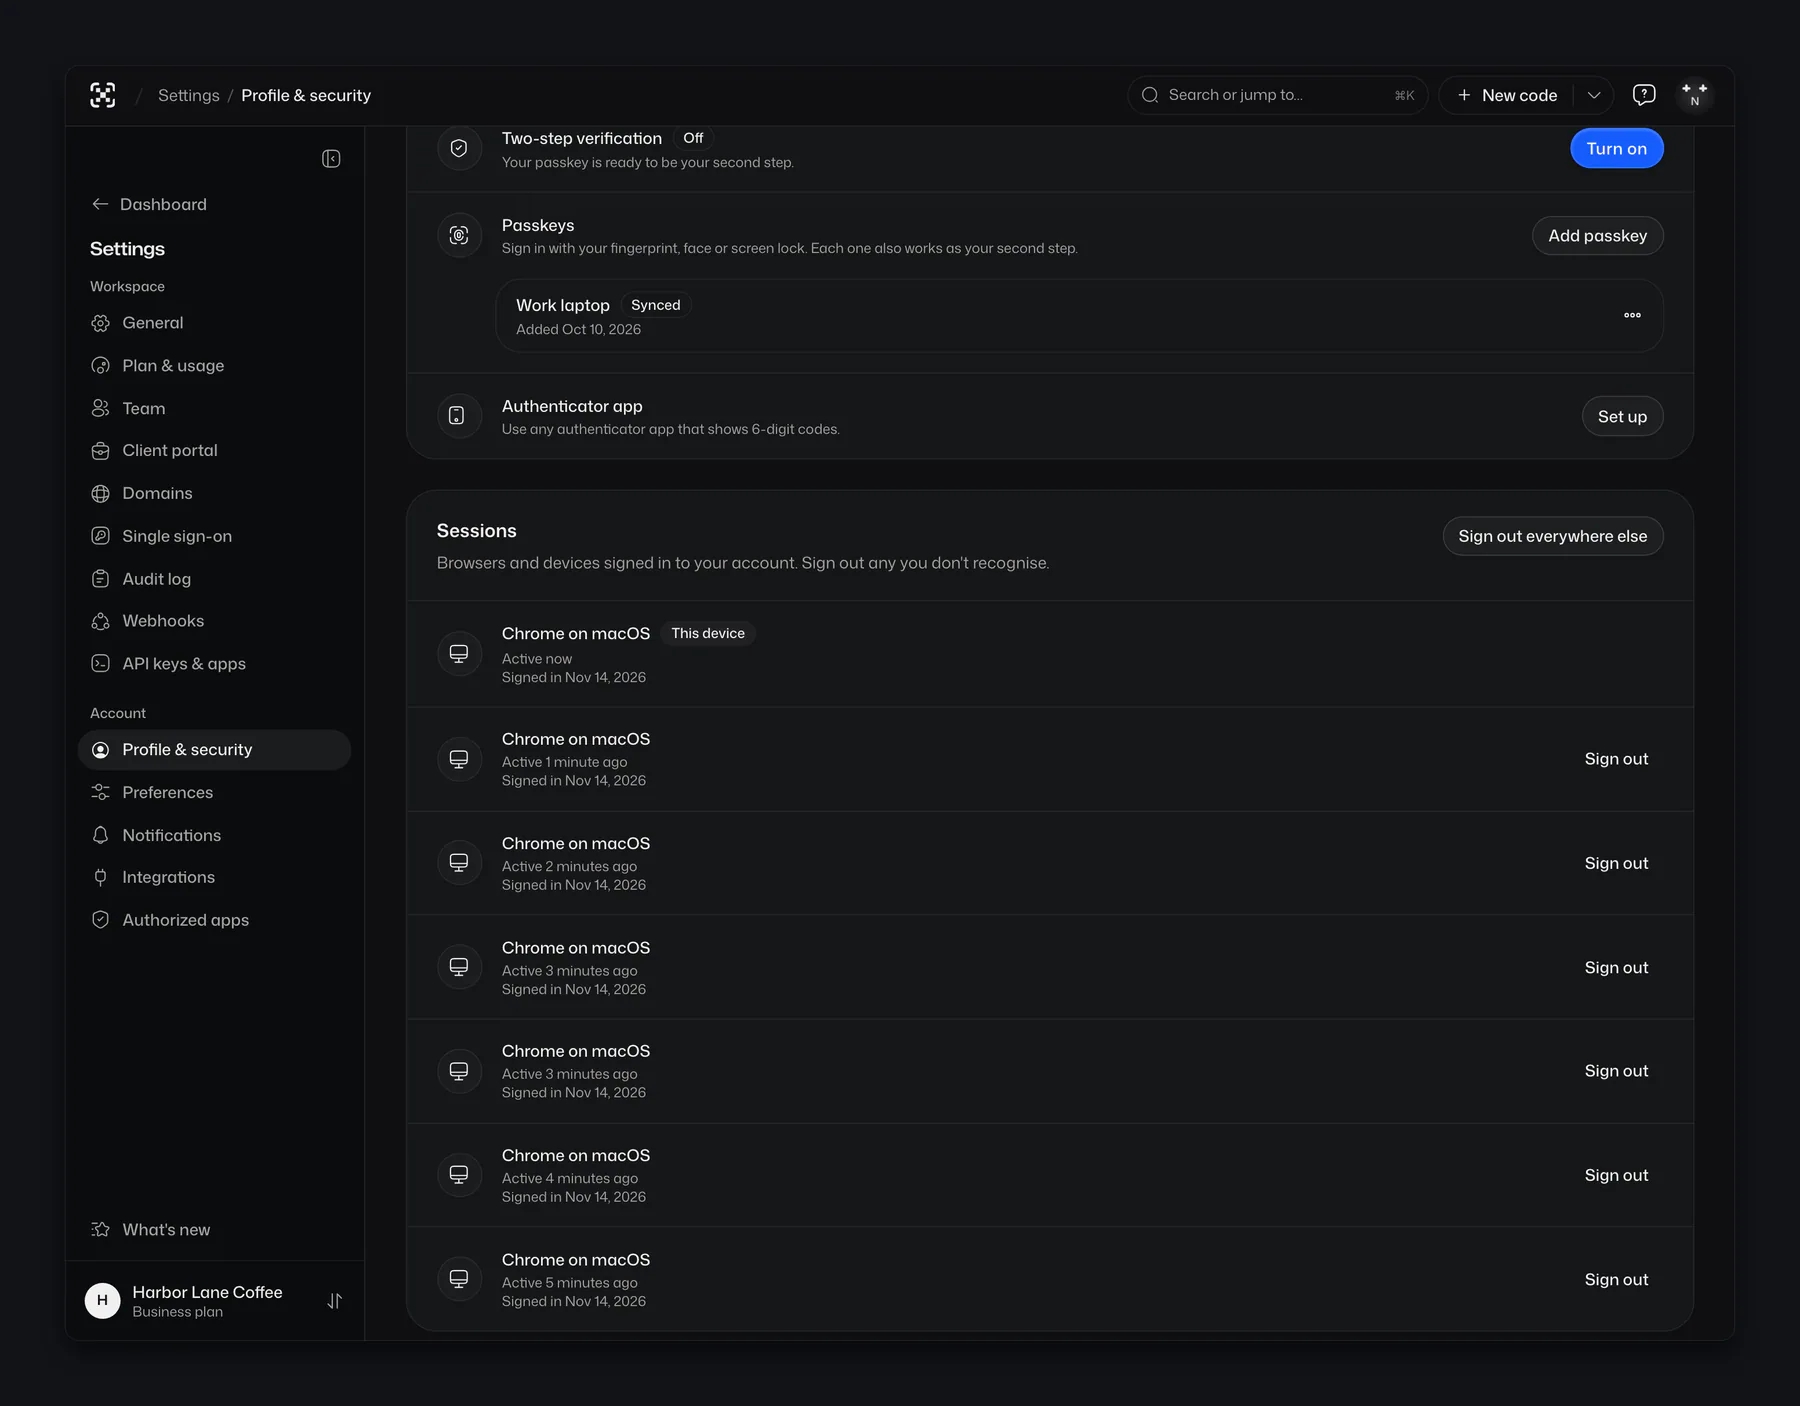 Settings / Profile & security
Search or jump to... ⌘K
+ New code
N
Dashboard
Settings
Workspace
General
Plan & usage
Team
Client portal
Domains
Single sign-on
Audit log
Webhooks
API keys & apps
Account
Profile & security
Preferences
Notifications
Integrations
Authorized apps
What's new
H
Harbor Lane Coffee
Business plan
Two-step verification Off
Your passkey is ready to be your second step.
Turn on
Passkeys
Sign in with your fingerprint, face or screen lock. Each one also works as your second step.
Add passkey
Work laptop Synced
Added Oct 10, 2026
Authenticator app
Use any authenticator app that shows 6-digit codes.
Set up
Sessions
Browsers and devices signed in to your account. Sign out any you don't recognise.
Sign out everywhere else
Chrome on macOS This device
Active now
Signed in Nov 14, 2026
Chrome on macOS
Active 1 minute ago
Signed in Nov 14, 2026
Sign out
Chrome on macOS
Active 2 minutes ago
Signed in Nov 14, 2026
Sign out
Chrome on macOS
Active 3 minutes ago
Signed in Nov 14, 2026
Sign out
Chrome on macOS
Active 3 minutes ago
Signed in Nov 14, 2026
Sign out
Chrome on macOS
Active 4 minutes ago
Signed in Nov 14, 2026
Sign out
Chrome on macOS
Active 5 minutes ago
Signed in Nov 14, 2026
Sign out